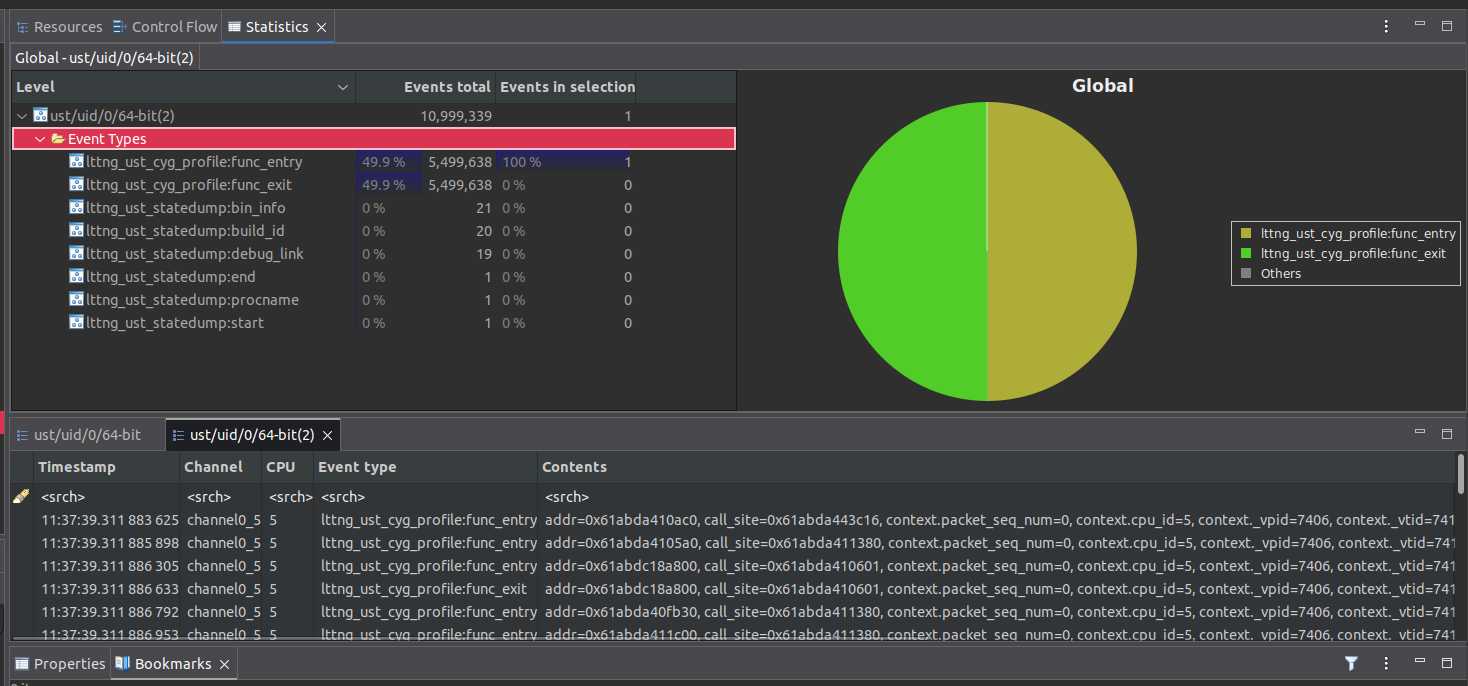 Resources Control Flow Statistics
Global - ust/uid/0/64-bit(2)
Level Events total Events in selection
ust/uid/0/64-bit(2) 10,999,339 1
Event Types
lttng_ust_cyg_profile:func_entry 49.9 % 5,499,638 100 % 1
lttng_ust_cyg_profile:func_exit 49.9 % 5,499,638 0 % 0
lttng_ust_statedump:bin_info 0 % 21 0 % 0
lttng_ust_statedump:build_id 0 % 20 0 % 0
lttng_ust_statedump:debug_link 0 % 19 0 % 0
lttng_ust_statedump:end 0 % 1 0 % 0
lttng_ust_statedump:procname 0 % 1 0 % 0
lttng_ust_statedump:start 0 % 1 0 % 0
Global
lttng_ust_cyg_profile:func_entry
lttng_ust_cyg_profile:func_exit
Others
ust/uid/0/64-bit ust/uid/0/64-bit(2)
Timestamp Channel CPU Event type Contents
<srch> <srch> <srch> <srch> <srch>
11:37:39.311 883 625 channel0_5 5 lttng_ust_cyg_profile:func_entry addr=0x61abda410ac0, call_site=0x61abda443c16, context.packet_seq_num=0, context.cpu_id=5, context._vpid=7406, context._vtid=741
11:37:39.311 885 898 channel0_5 5 lttng_ust_cyg_profile:func_entry addr=0x61abda4105a0, call_site=0x61abda411380, context.packet_seq_num=0, context.cpu_id=5, context._vpid=7406, context._vtid=741
11:37:39.311 886 305 channel0_5 5 lttng_ust_cyg_profile:func_entry addr=0x61abdc18a800, call_site=0x61abda410601, context.packet_seq_num=0, context.cpu_id=5, context._vpid=7406, context._vtid=741
11:37:39.311 886 633 channel0_5 5 lttng_ust_cyg_profile:func_exit addr=0x61abdc18a800, call_site=0x61abda410601, context.packet_seq_num=0, context.cpu_id=5, context._vpid=7406, context._vtid=741
11:37:39.311 886 792 channel0_5 5 lttng_ust_cyg_profile:func_entry addr=0x61abda40fb30, call_site=0x61abda411380, context.packet_seq_num=0, context.cpu_id=5, context._vpid=7406, context._vtid=741
11:37:39.311 886 953 channel0_5 5 lttng_ust_cyg_profile:func_entry addr=0x61abda411c00, call_site=0x61abda411380, context.packet_seq_num=0, context.cpu_id=5, context._vpid=7406, context._vtid=741
Properties Bookmarks